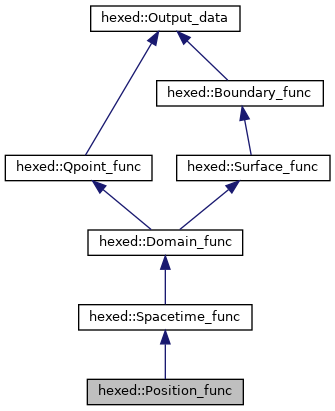 hexed::Output_data
hexed::Boundary_func
hexed::Qpoint_func
hexed::Surface_func
hexed::Domain_func
hexed::Spacetime_func
hexed::Position_func